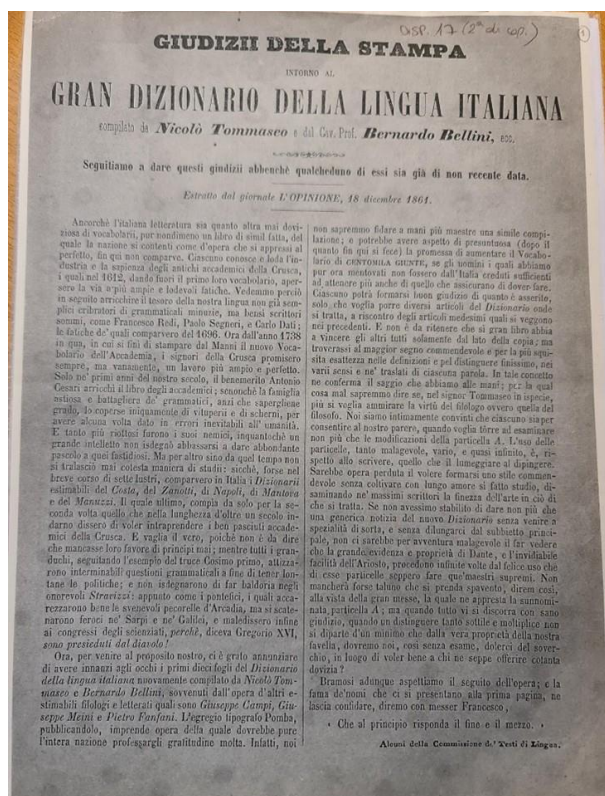 DISP. 17 (2ª di cop.)
1
GIUDIZII DELLA STAMPA
INTORNO AL
GRAN DIZIONARIO DELLA LINGUA ITALIANA
compilato da Nicolò Tommaseo e dal Cav. Prof. Bernardo Bellini, ecc.
Seguitiamo a dare questi giudizii abbenchè qualcheduno di essi sia già di non recente data.
Estratto dal giornale L'OPINIONE, 18 dicembre 1861.
Ancorchè l'italiana letteratura sia quanto altra mai dovi-
ziosa di vocabolarii, pur nondimeno un libro di simil fatta, del
quale la nazione si contenti come d'opera che si appressi al
perfetto, fin qui non comparve. Ciascuno conosce e loda l'in-
dustria e la sapienza degli antichi accademici della Crusca,
i quali nel 1612, dando fuori il primo loro vocabolario, aper-
sero la via a più ampie e lodevoli fatiche. Vedemmo perciò
in seguito arricchire il tesoro della nostra lingua non già sem-
plici cribratori di grammaticali minuzie, ma bensì scrittori
sommi, come Francesco Redi, Paolo Segneri, e Carlo Dati;
le fatiche de' quali comparvero del 1696. Ora dall'anno 1738
in qua, in cui si finì di stampare dal Manni il nuovo Voca-
bolario dell'Accademia, i signori della Crusca promisero
sempre, ma vanamente, un lavoro più ampio e perfetto.
Solo ne' primi anni del nostro secolo, il benemerito Antonio
Cesari arricchì il libro degli accademici; senonchè la famiglia
astiosa e battagliera de' grammatici, anzi che sapergliene
grado, lo coperse iniquamente di vituperii e di scherni, per
avere alcuna volta dato in errori inevitabili all' umanità.
E tanto più riottosi furono i suoi nemici, inquantochè un
grande intelletto non isdegnò abbassarsi a dare abbondante
pascolo a quei fastidiosi. Ma per altro sino da quel tempo non
si tralasciò mai cotesta maniera di studii: sicchè, forse nel
breve corso di sette lustri, comparvero in Italia i Dizionarii
estimabili del Costa, del Zanotti, di Napoli, di Mantova
e del Manuzzi. Il quale ultimo, compìa da solo per la se-
conda volta quello che nella lunghezza d'oltre un secolo in-
darno dissero di voler intraprendere i ben pasciuti accade-
mici della Crusca. E vaglia il vero, poichè non è da dire
che mancasse loro favore di principi mai; mentre tutti i gran-
duchi, seguitando l'esempio del truce Cosimo primo, attizza-
rono interminabili questioni grammaticali a fine di tener lon-
tane le politiche; e non isdegnarono di far baldoria negli
onorevoli Stravizzi: appunto come i pontefici, i quali acca-
rezzarono bene le svenevoli pecorelle d'Arcadia, ma si scate-
narono feroci ne' Sarpi e ne' Galilei, e maledissero infine
ai congressi degli scienziati, perchè, diceva Gregorio XVI,
sono presieduti dal diavolo!
Ora, per venire al proposito nostro, ci è grato annunziare
di avere innanzi agli occhi i primi dieci fogli del Dizionario
della lingua italiana nuovamente compilato da Nicolò Tom-
maseo e Bernardo Bellini, sovvenuti dall'opera d'altri e-
stimabili filologi e letterati quali sono Giuseppe Campi, Giu-
seppe Meini e Pietro Fanfani. L'egregio tipografo Pomba,
pubblicandolo, imprende opera della quale dovrebbe pure
l'intera nazione professargli gratitudine molta. Infatti, noi
non sapremmo fidare a mani più maestre una simile compi-
lazione; e potrebbe avere aspetto di presuntuosa (dopo il
quanto fin qui si fece) la promessa di aumentare il Vocabo-
lario di CENTOMILA GIUNTE, se gli uomini i quali abbiamo
pur ora mentovati non fossero dall'Italia creduti sufficienti
ad attenere più anche di quello che assicurano di dover fare.
Ciascuno potrà formarsi buon giudizio di quanto è asserito,
solo che voglia porre diversi articoli del Dizionario onde
si tratta, a riscontro degli articoli medesimi quali si veggono
nei precedenti. E non è da ritenere che si gran libro abbia
a vincere gli altri tutti solamente dal lato della copia; ma
troverassi al maggior segno commendevole e per la più squi-
sita esattezza nelle definizioni e pel distinguere finissimo, nei
varii sensi e ne' traslati di ciascuna parola. In tale concetto
ne conferma il saggio che abbiamo alle mani; per la qual
cosa mal sapremmo dire se, nel signor Tommaseo in ispecie,
più si voglia ammirare la virtù del filologo ovvero quella del
filosofo. Noi siamo intimamente convinti che ciascuno sia per
consentire al nostro parere, quando voglia tôrre ad esaminare
non più che le modificazioni della particella A. L'uso delle
particelle, tanto malagevole, vario, e quasi infinito, è, ri-
spetto allo scrivere, quello che il lumeggiare al dipingere.
Sarebbe opera perduta il volere formarsi uno stile commen-
devole senza coltivare con lungo amore sì fatto studio, di-
saminando ne' massimi scrittori la finezza dell'arte in ciò di
che si tratta. Se non avessimo stabilito di dare non più che
una generica notizia del nuovo Dizionario senza venire a
spezialità di sorta, e senza dilungarci dal subbietto princi-
pale, non ci sarebbe per avventura malagevole il far vedere
che la grande evidenza e proprietà di Dante, e l'invidiabile
facilità dell'Ariosto, procedono infinite volte dal felice uso che
di esse particelle seppero fare que'maestri supremi. Non
mancherà forse taluno che si prenda spavento, direm così,
alla vista della gran messe, la quale ne appresta la sunnomi-
nata particella A; ma quando tutto vi si discorra con sano
giudizio, quando un distinguere tanto sottile e moltiplice non
si diparte d'un minimo che dalla vera proprietà della nostra
favella, dovremo noi, così senza esame, dolerci del sover-
chio, in luogo di voler bene a chi ne seppe offerire cotanta
dovizia?
Bramosi adunque aspettiamo il seguito dell'opera; e la
fama de'nomi che ci si presentano alla prima pagina, ne
lascia confidare, diremo con messer Francesco,
« Che al principio risponda il fine e il mezzo. »
Alcuni della Commissione de' Testi di Lingua.